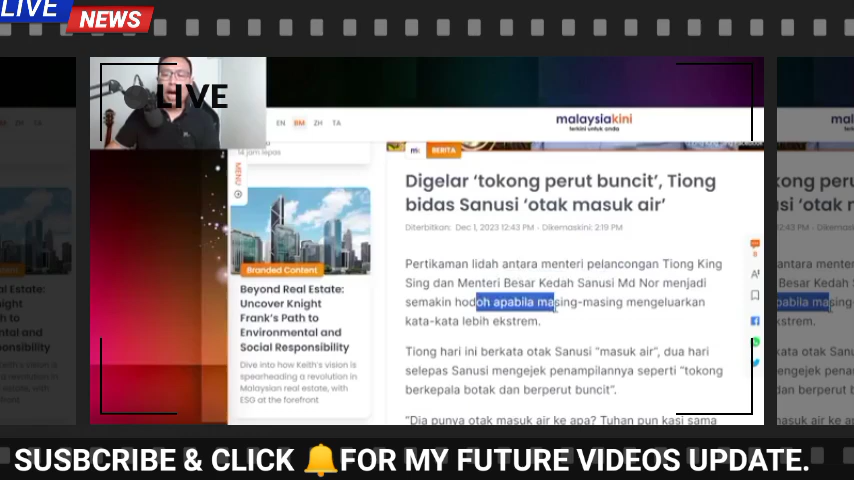 LIVE
NEWS
LIVE
EN BM ZH TA
malaysiakini
terkini untuk anda
14 jam lepas
MENU
m:
BERITA
Digelar ‘tokong perut buncit’, Tiong
bidas Sanusi ‘otak masuk air’
Diterbitkan: Dec 1, 2023 12:43 PM · Dikemaskini: 2:19 PM
Pertikaman lidah antara menteri pelancongan Tiong King
Sing dan Menteri Besar Kedah Sanusi Md Nor menjadi
semakin hodoh apabila masing-masing mengeluarkan
kata-kata lebih ekstrem.
Tiong hari ini berkata otak Sanusi “masuk air”, dua hari
selepas Sanusi mengejek penampilannya seperti “tokong
berkepala botak dan berperut buncit”.
“Dia punya otak masuk air ke apa? Tuhan pun kasi sama
Branded Content
Beyond Real Estate:
Uncover Knight
Frank’s Path to
Environmental and
Social Responsibility
Dive into how Keith’s vision is
spearheading a revolution in
Malaysian real estate, with
ESG at the forefront
SUSBCRIBE & CLICK 🔔FOR MY FUTURE VIDEOS UPDATE.